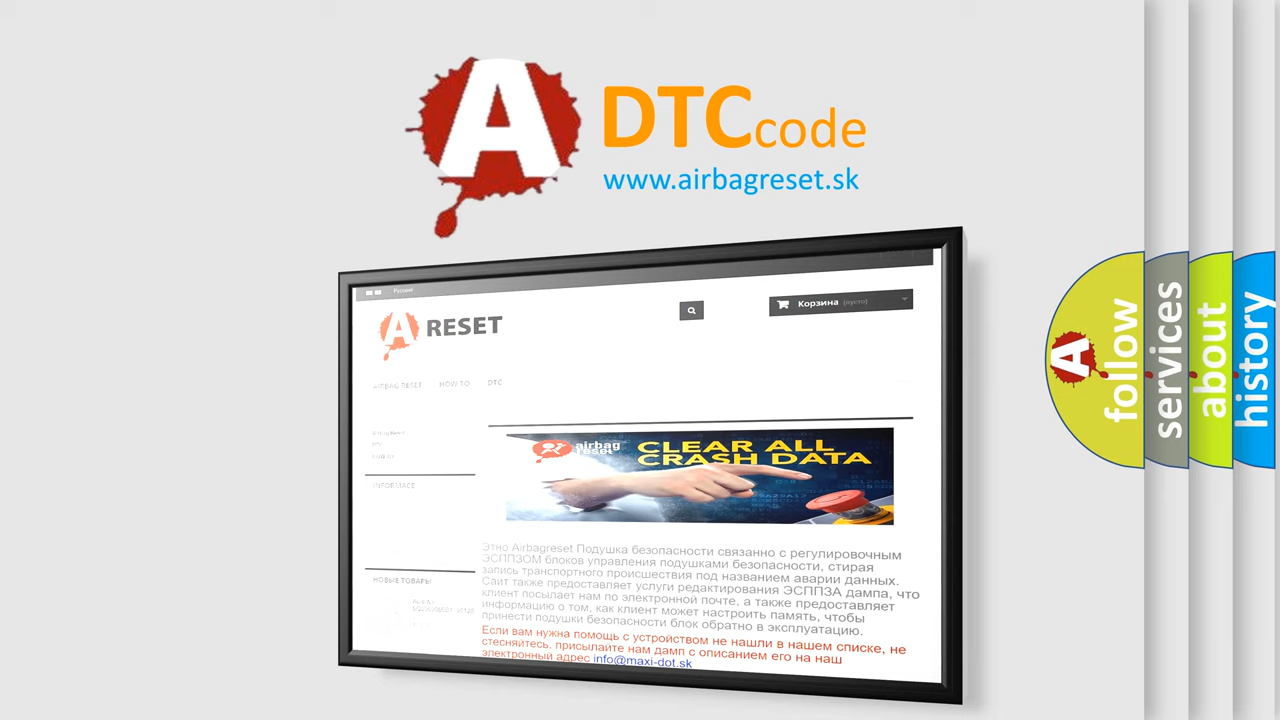 A DTCcode
www.airbagreset.sk
Русский
A RESET
Корзина (пусто)
AIRBAG RESET HOW TO DTC
Airbag Reset
DTC
INFORMACE
airbag
reset
CLEAR ALL
CRASH DATA
Этно Airbagreset Подушка безопасности связанно с регулировочным
ЭСППЗОМ блоков управления подушками безопасности, стирая
запись транспортного происшествия под названием аварии данных.
Сайт также предоставляет услуги редактирования ЭСППЗА дампа, что
клиент посылает нам по электронной почте, а также предоставляет
информацию о том, как клиент может настроить память, чтобы
принести подушки безопасности блок обратно в эксплуатацию.
Если вам нужна помощь с устройством не нашли в нашем списке, не
стесняйтесь, присылайте нам дамп с описанием его на наш
электронный адрес info@maxi-dot.sk
НОВЫЕ ТОВАРЫ
A follow
services
about
history